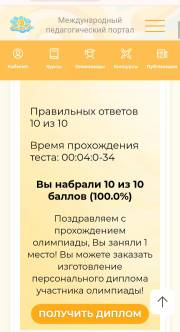 Международный
педагогический портал
Кабинет
Курсы
Олимпиады
Конкурсы
Публикации
Правильных ответов
10 из 10
Время прохождения
теста: 00:04:0-34
Вы набрали 10 из 10
баллов (100.0%)
Поздравляем с
прохождением
олимпиады, Вы заняли 1
место! Вы можете заказать
изготовление
персонального диплома
участника олимпиады!
ПОЛУЧИТЬ ДИПЛОМ